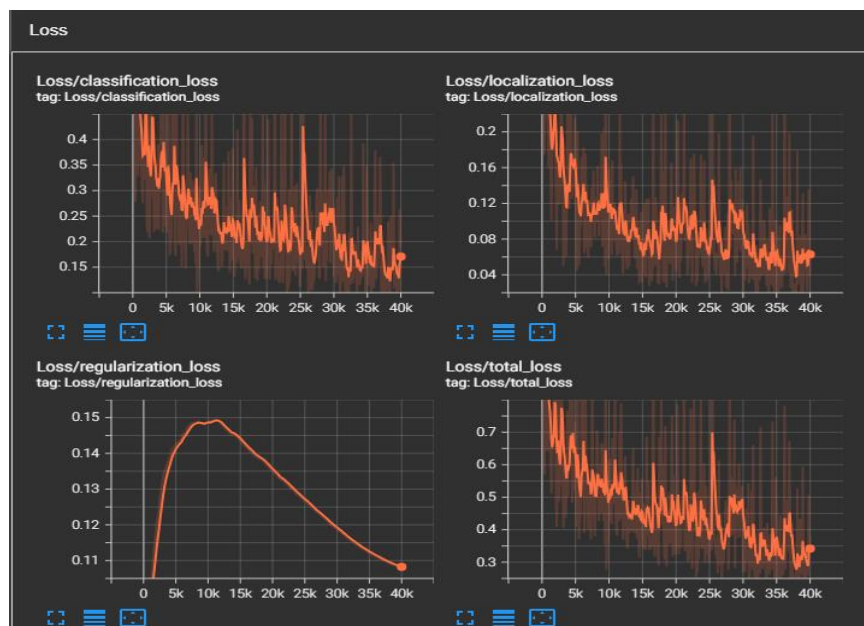 Loss
Loss/classification_loss
tag: Loss/classification_loss
0.4
0.35
0.3
0.25
0.2
0.15
0 5k 10k 15k 20k 25k 30k 35k 40k
Loss/localization_loss
tag: Loss/localization_loss
0.2
0.16
0.12
0.08
0.04
0 5k 10k 15k 20k 25k 30k 35k 40k
Loss/regularization_loss
tag: Loss/regularization_loss
0.15
0.14
0.13
0.12
0.11
0 5k 10k 15k 20k 25k 30k 35k 40k
Loss/total_loss
tag: Loss/total_loss
0.7
0.6
0.5
0.4
0.3
0 5k 10k 15k 20k 25k 30k 35k 40k